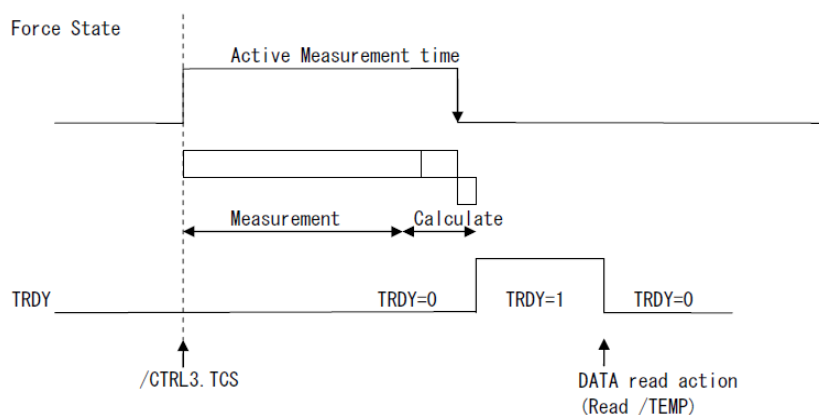 Force State
Active Measurement time
Measurement
Calculate
TRDY
TRDY=0
TRDY=1
TRDY=0
/CTRL3.TCS
DATA read action
(Read /TEMP)